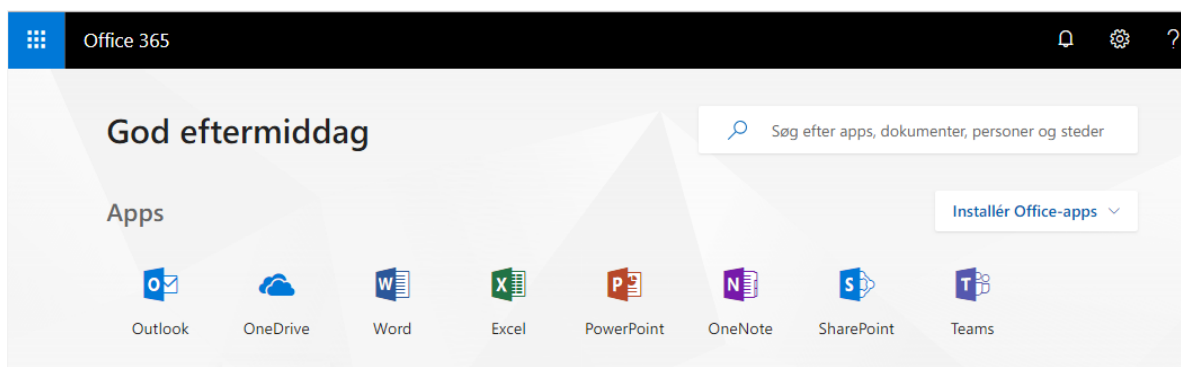 Office 365
?
God eftermiddag
Søg efter apps, dokumenter, personer og steder
Apps
Installér Office-apps
Outlook OneDrive Word Excel PowerPoint OneNote SharePoint Teams